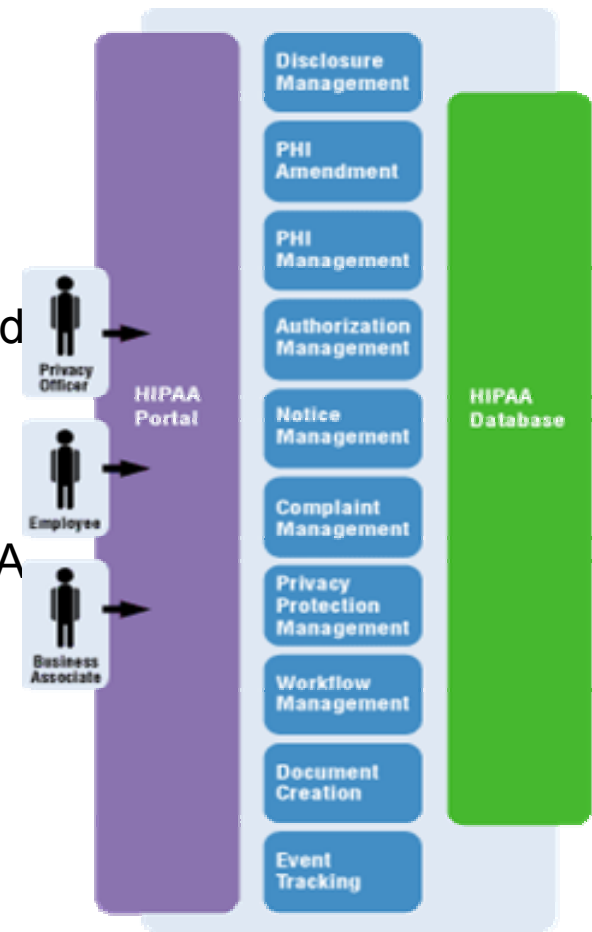 d
Privacy
Officer
Employee
A
Business
Associate
HIPAA
Portal
Disclosure
Management
PHI
Amendment
PHI
Management
Authorization
Management
Notice
Management
Complaint
Management
Privacy
Protection
Management
Workflow
Management
Document
Creation
Event
Tracking
HIPAA
Database